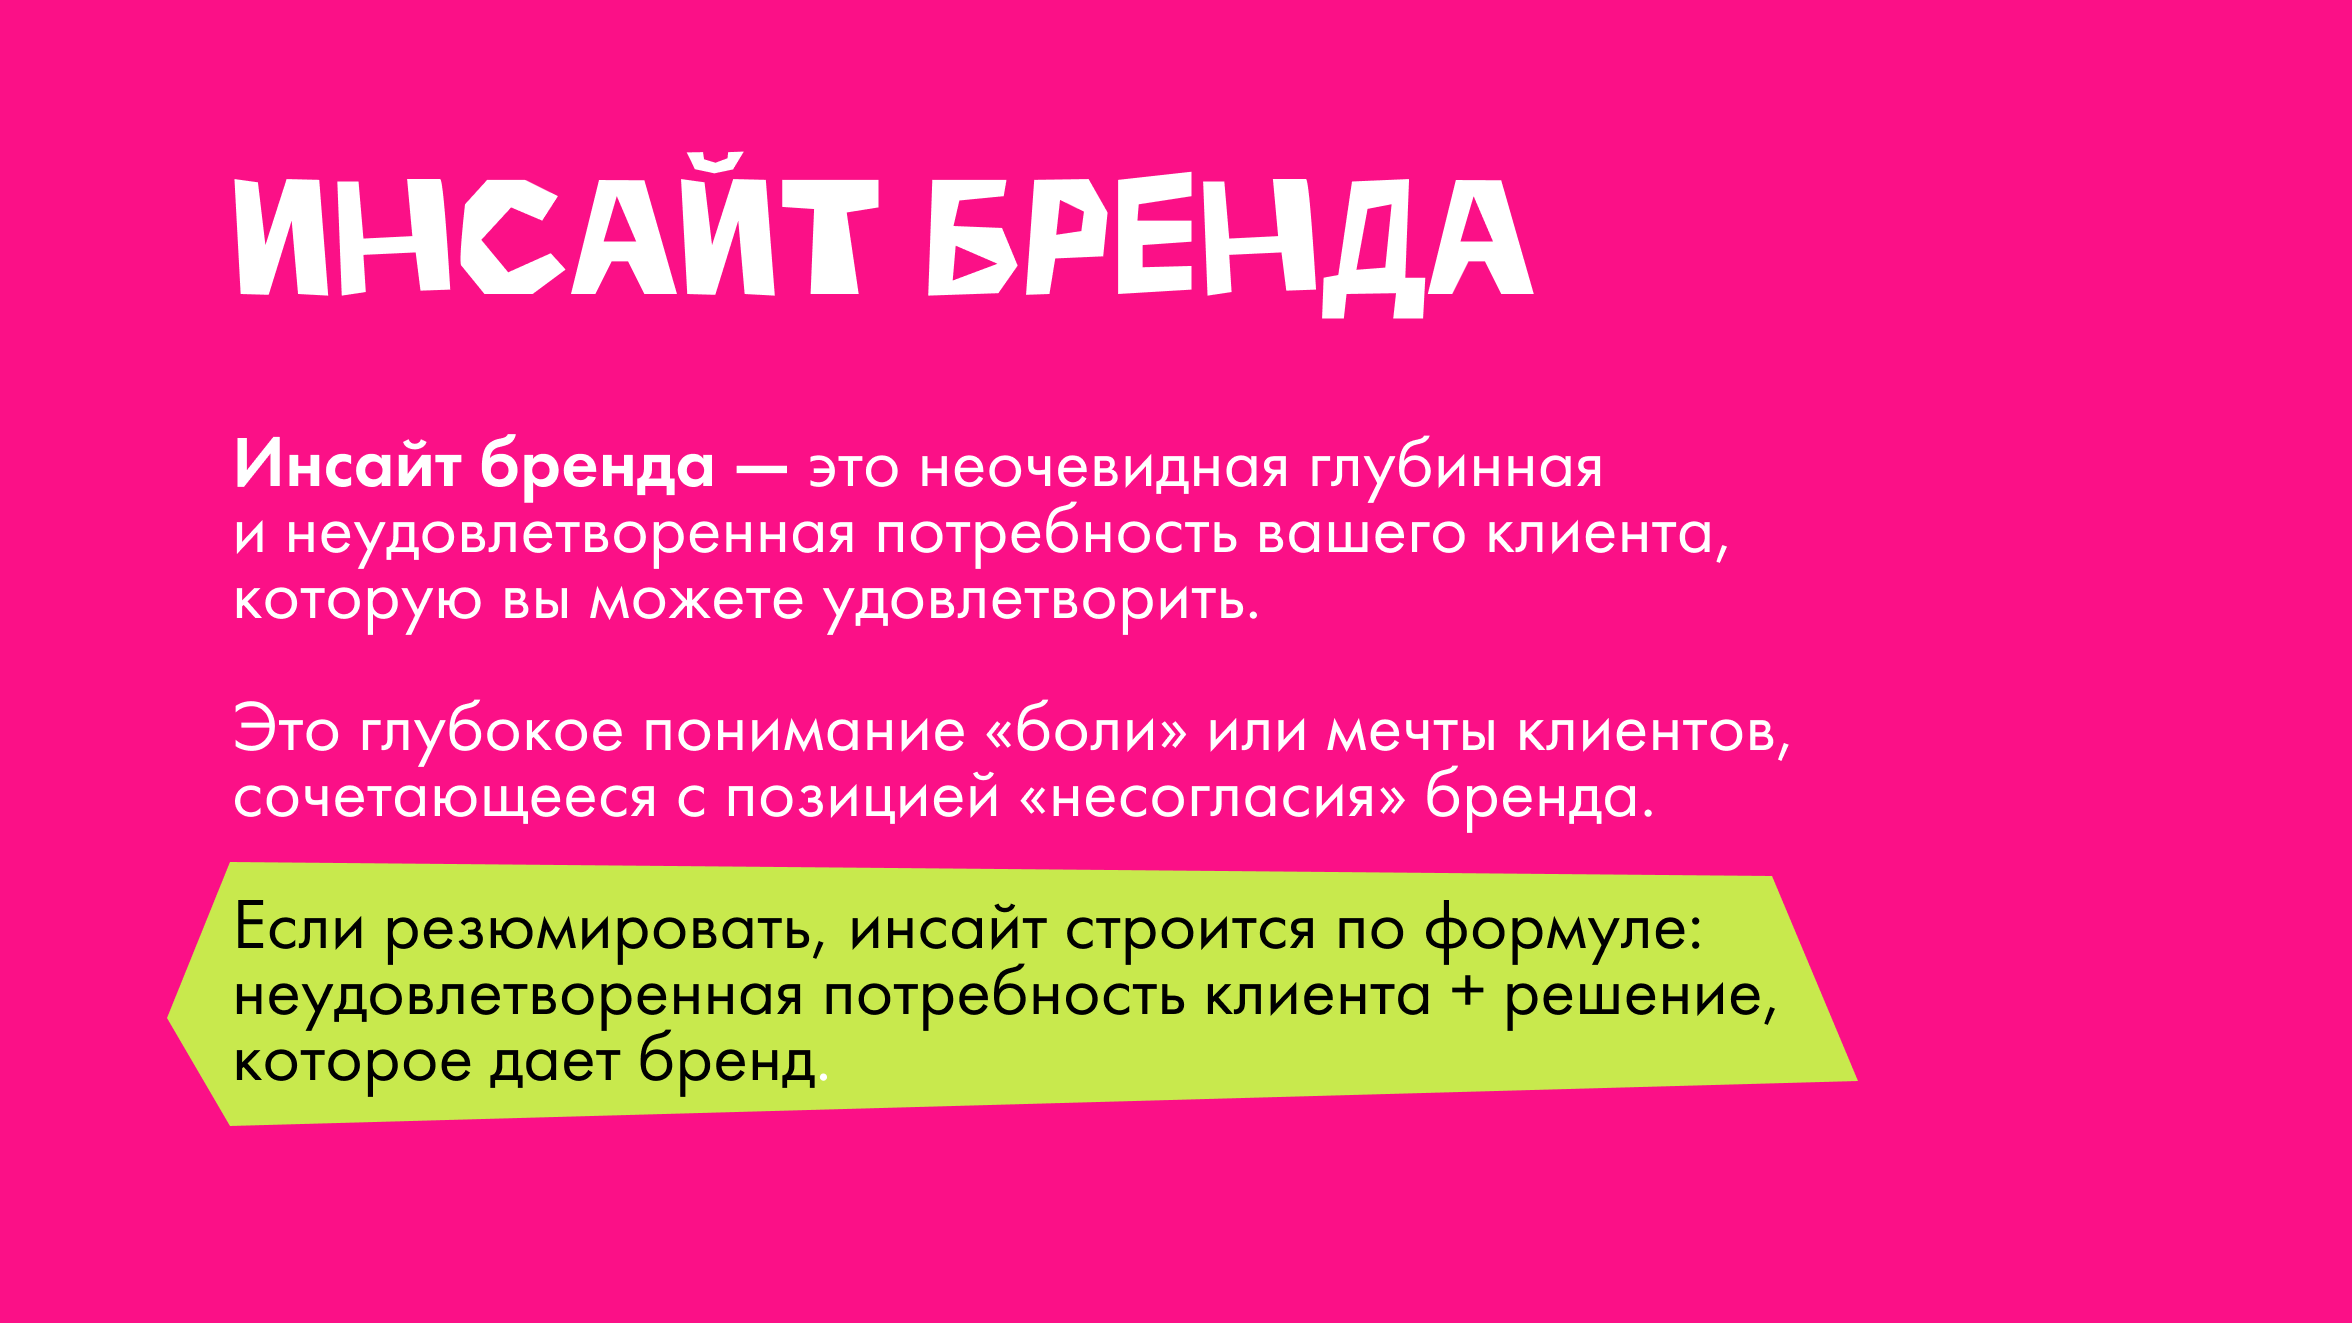 ИНСАЙТ БРЕНДА
Инсайт бренда — это неочевидная глубинная
и неудовлетворенная потребность вашего клиента,
которую вы можете удовлетворить.
Это глубокое понимание «боли» или мечты клиентов,
сочетающееся с позицией «несогласия» бренда.
Если резюмировать, инсайт строится по формуле:
неудовлетворенная потребность клиента + решение,
которое дает бренд.